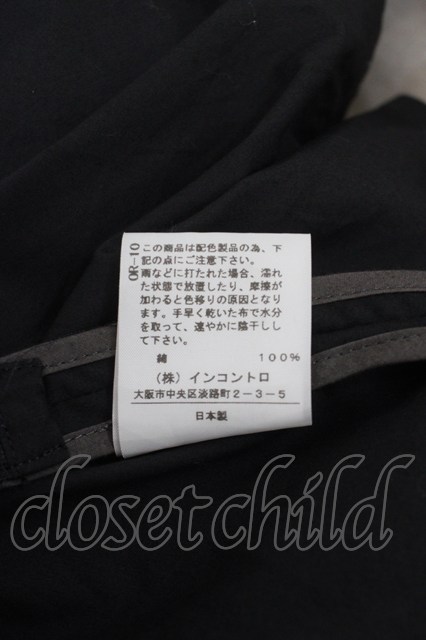 OR-10
この商品は配色製品の為、下
記の点にご注意下さい。
雨などに打たれた場合、濡れ
た状態で放置したり、摩擦が
加わると色移りの原因となり
ます。手早く乾いた布で水分
を取って、速やかに陰干しし
て下さい。
綿 100%
(株) インコントロ
大阪市中央区淡路町2-3-5
日本製
closet child